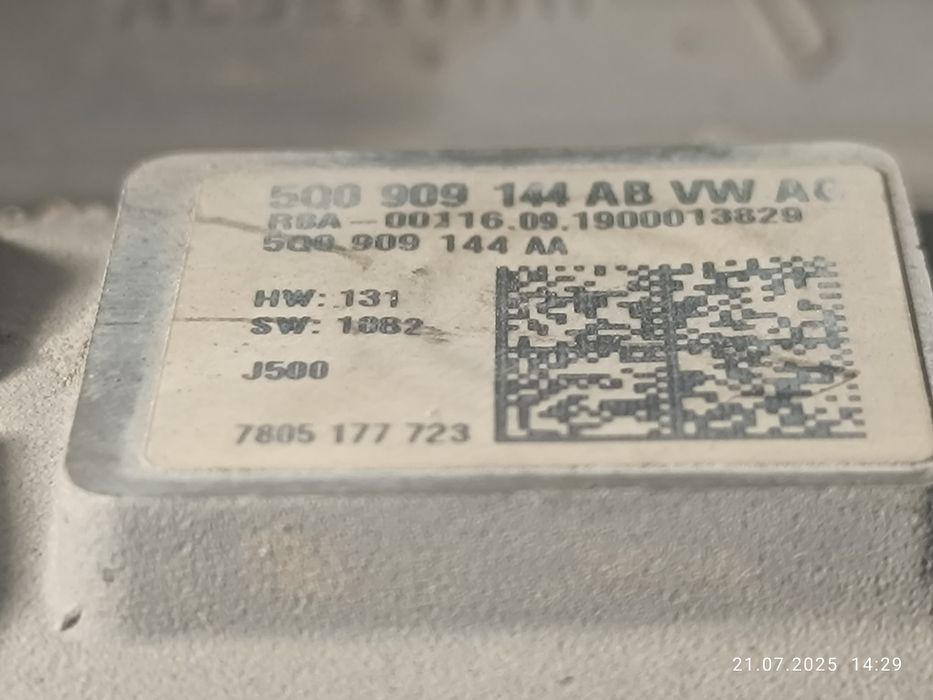 5Q0 909 144 AB VW AG
RBA-00116.09.1900013829
5Q0 909 144 AA
HW: 131
SW: 1082
J500
7805 177 723
21.07.2025 14:29